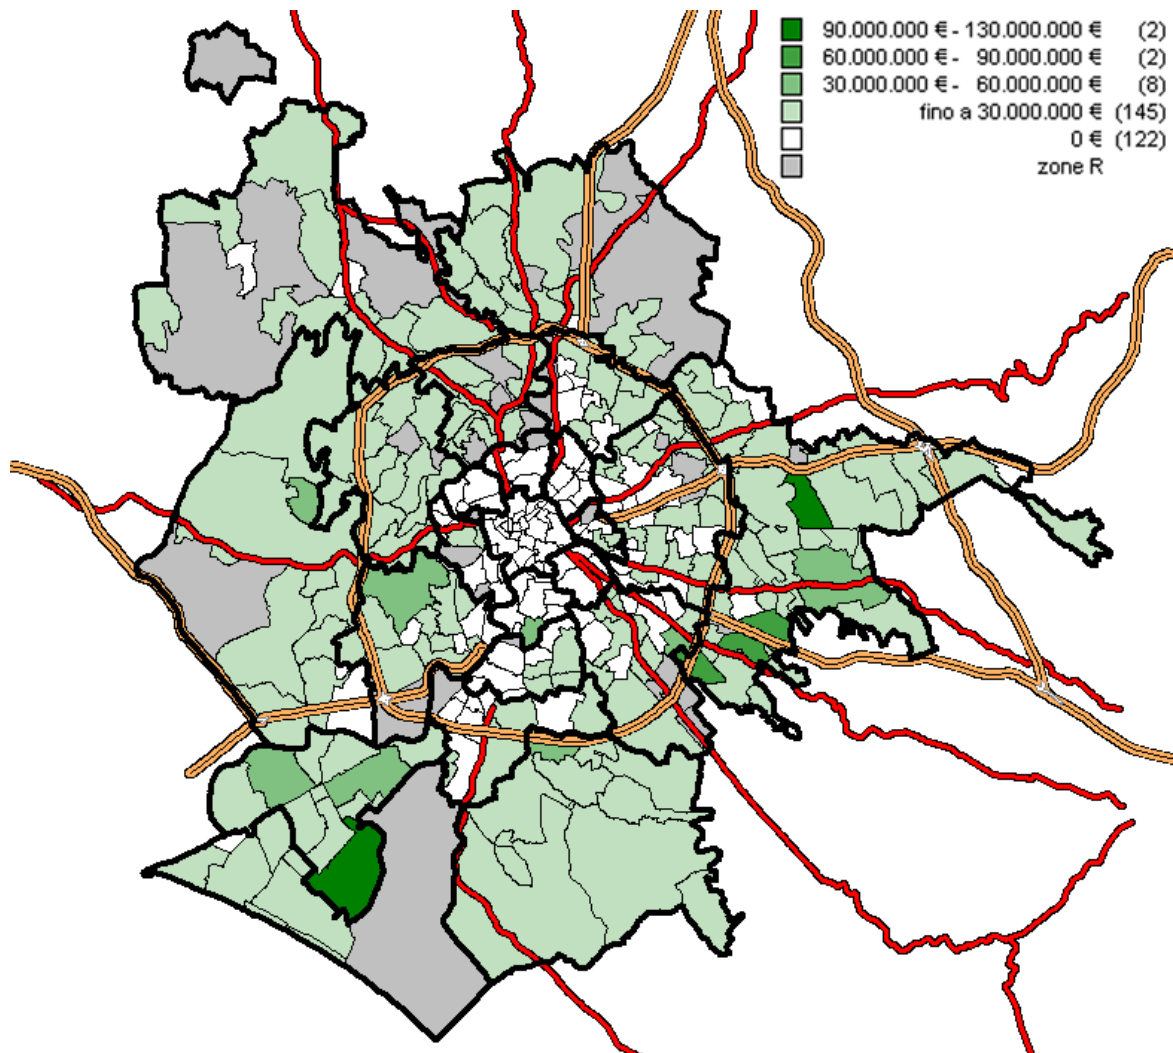 90.000.000 € - 130.000.000 € (2)
60.000.000 € - 90.000.000 € (2)
30.000.000 € - 60.000.000 € (8)
fino a 30.000.000 € (145)
0 € (122)
zone R